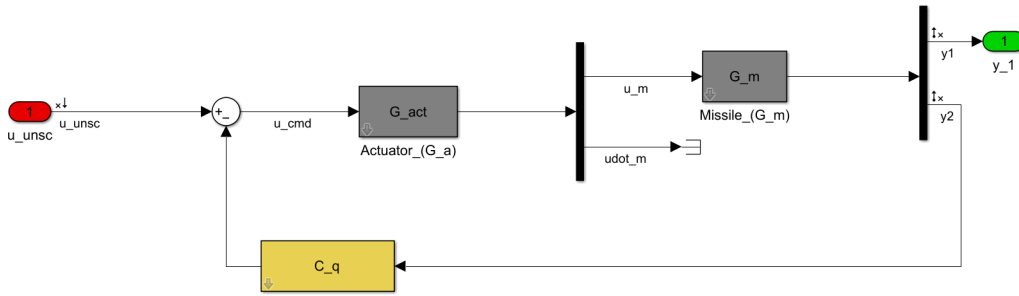 1
u_unsc
u_unsc
+
-
u_cmd
G_act
Actuator_(G_a)
u_m
udot_m
G_m
Missile_(G_m)
y1
y2
1
y_1
C_q